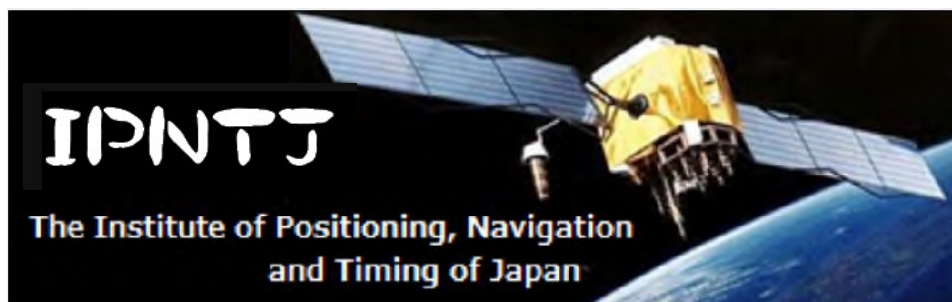 IPNTJ
The Institute of Positioning, Navigation
and Timing of Japan